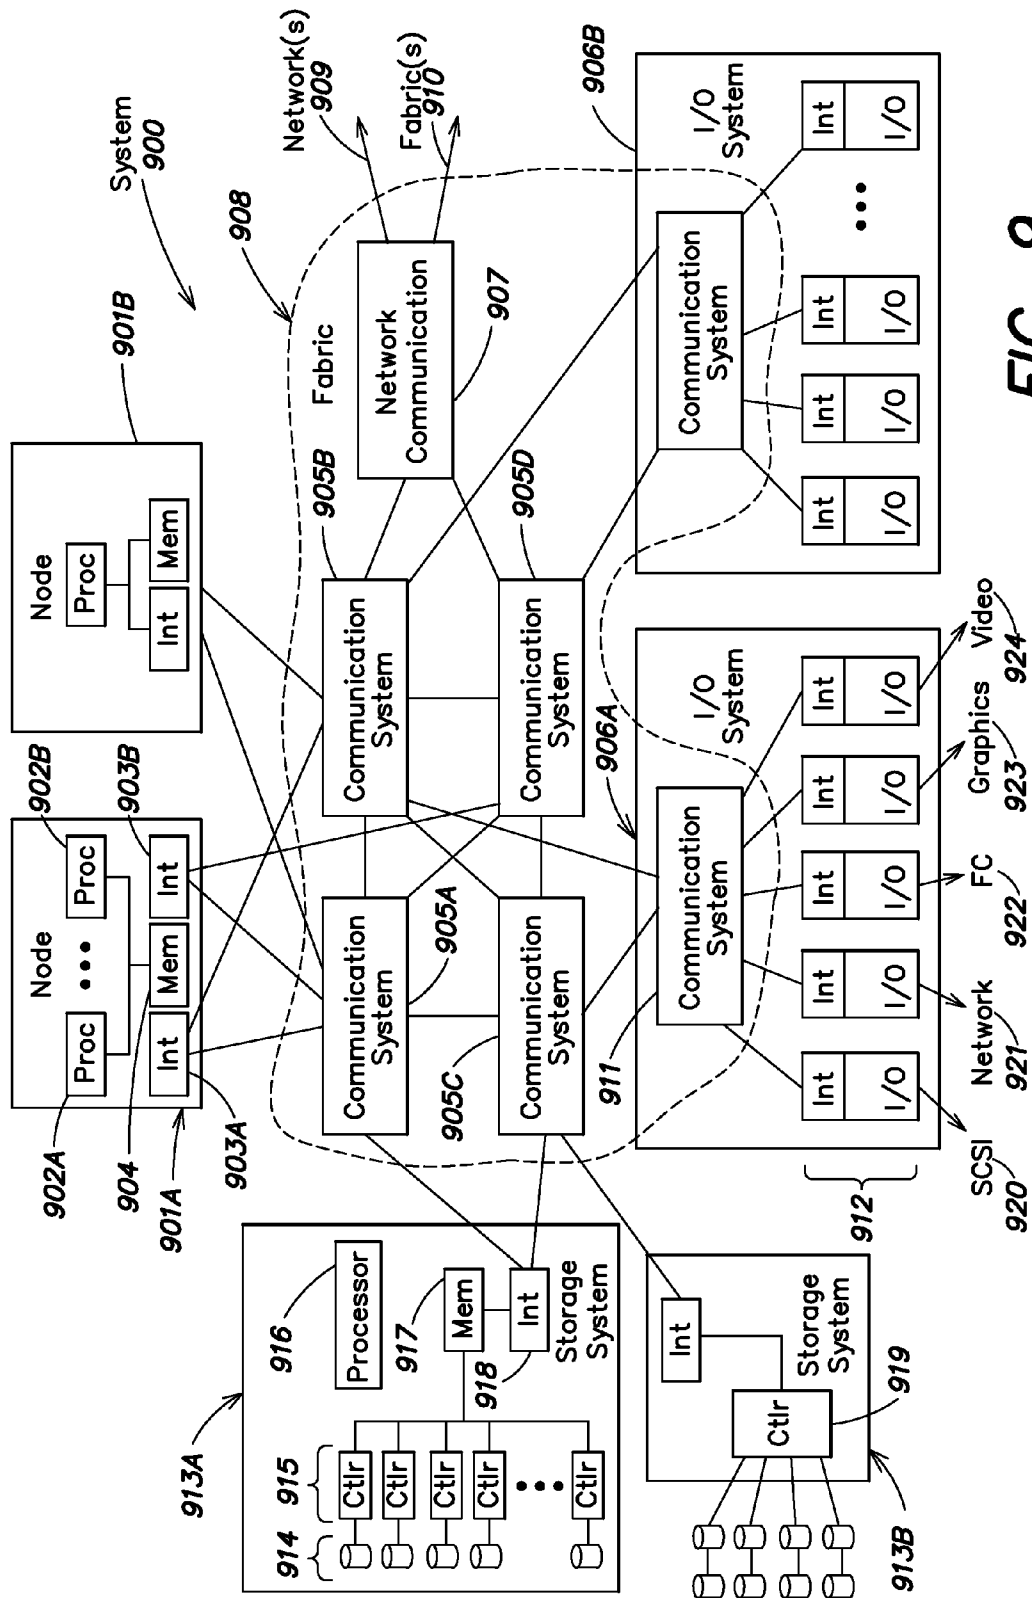 System
900
913B
Ctlr
919
Int
Storage
System
913A
914
915
Ctlr
Ctlr
Ctlr
Ctlr
Ctlr
Processor
916
Mem
917
Int
918
Storage
System
901A
902A
902B
Node
Proc
Proc
Int
Mem
Int
903A
904
903B
901B
Node
Proc
Int
Mem
908
Fabric
Communication
System
905A
Communication
System
905B
Communication
System
905C
Communication
System
905D
Network
Communication
907
Network(s)
909
Fabric(s)
910
906A
I/O
System
911
Communication
System
912
Int
Int
Int
Int
Int
I/O
I/O
I/O
I/O
I/O
SCSI
920
Network
921
FC
922
Graphics
923
Video
924
906B
I/O
System
Communication
System
Int
Int
Int
Int
I/O
I/O
I/O
I/O
FIG. 9